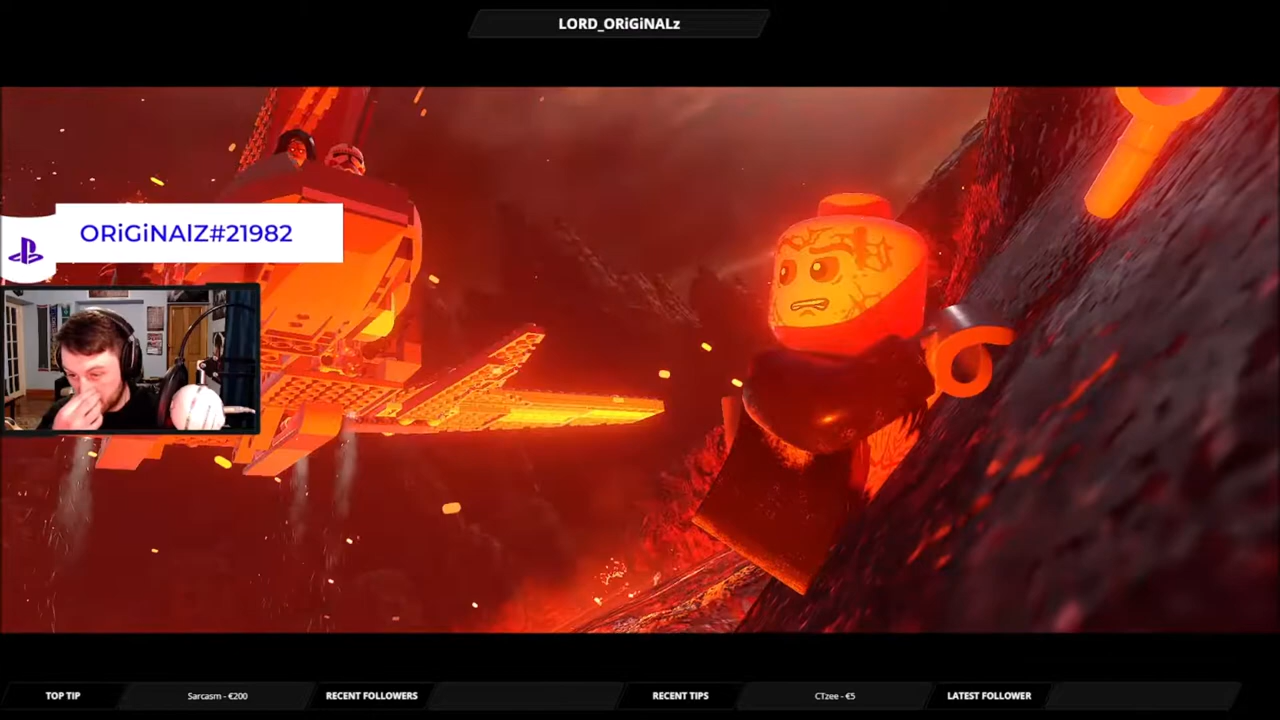 LORD_ORiGiNALz
ORiGiNAlZ#21982
TOP TIP
Sarcasm - €200
RECENT FOLLOWERS
RECENT TIPS
CTzee - €5
LATEST FOLLOWER